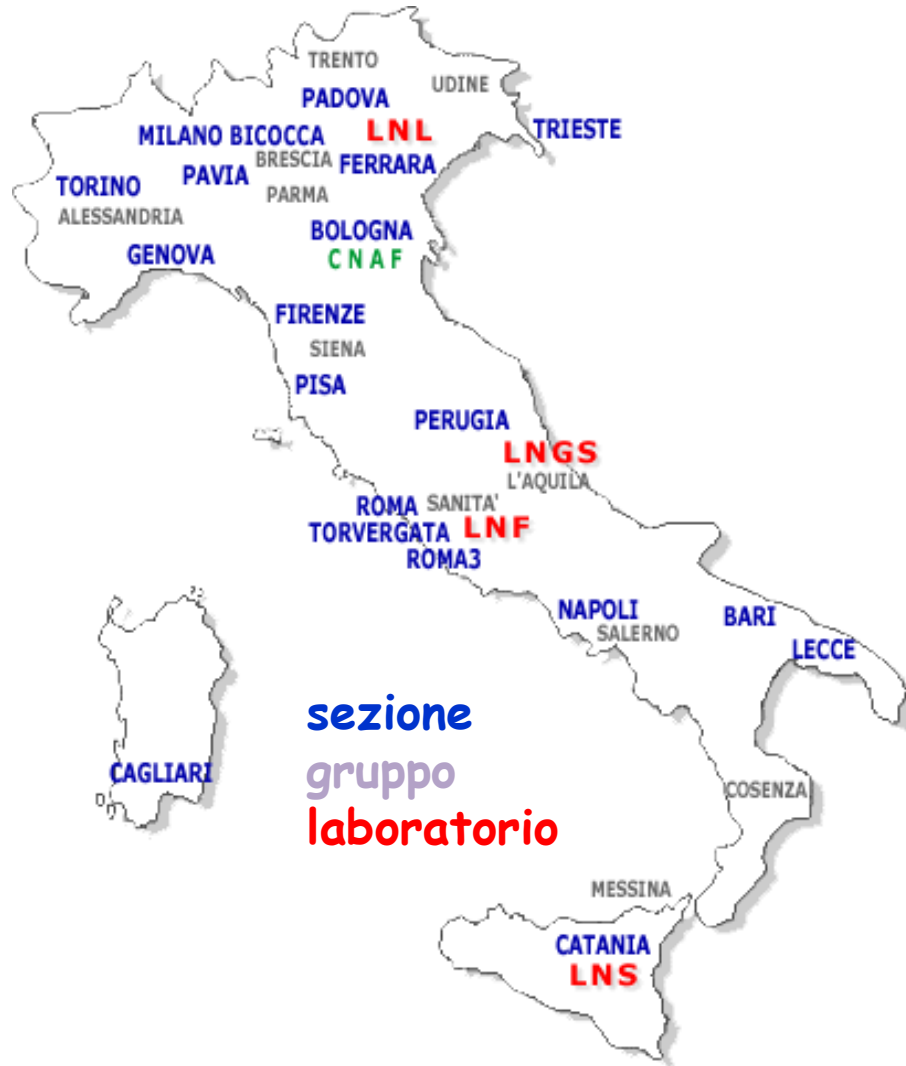 TRENTO
UDINE
PADOVA
LNL
TRIESTE
MILANO BICOCCA
BRESCIA
FERRARA
PAVIA
TORINO
PARMA
ALESSANDRIA
BOLOGNA
GENOVA
CNAF
FIRENZE
SIENA
PISA
PERUGIA
LNGS
L'AQUILA
ROMA
SANITA'
TORVERGATA
LNF
ROMA3
NAPOLI
SALERNO
BARI
LECCE
sezione
CAGLIARI
gruppo
COSENZA
laboratorio
MESSINA
CATANIA
LNS